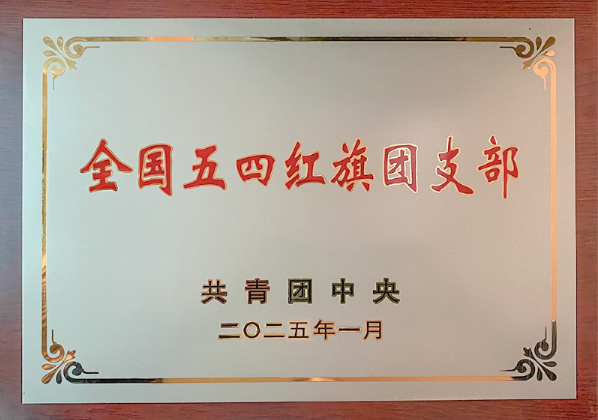 全国五四红旗团支部
共青团中央
二〇二五年一月